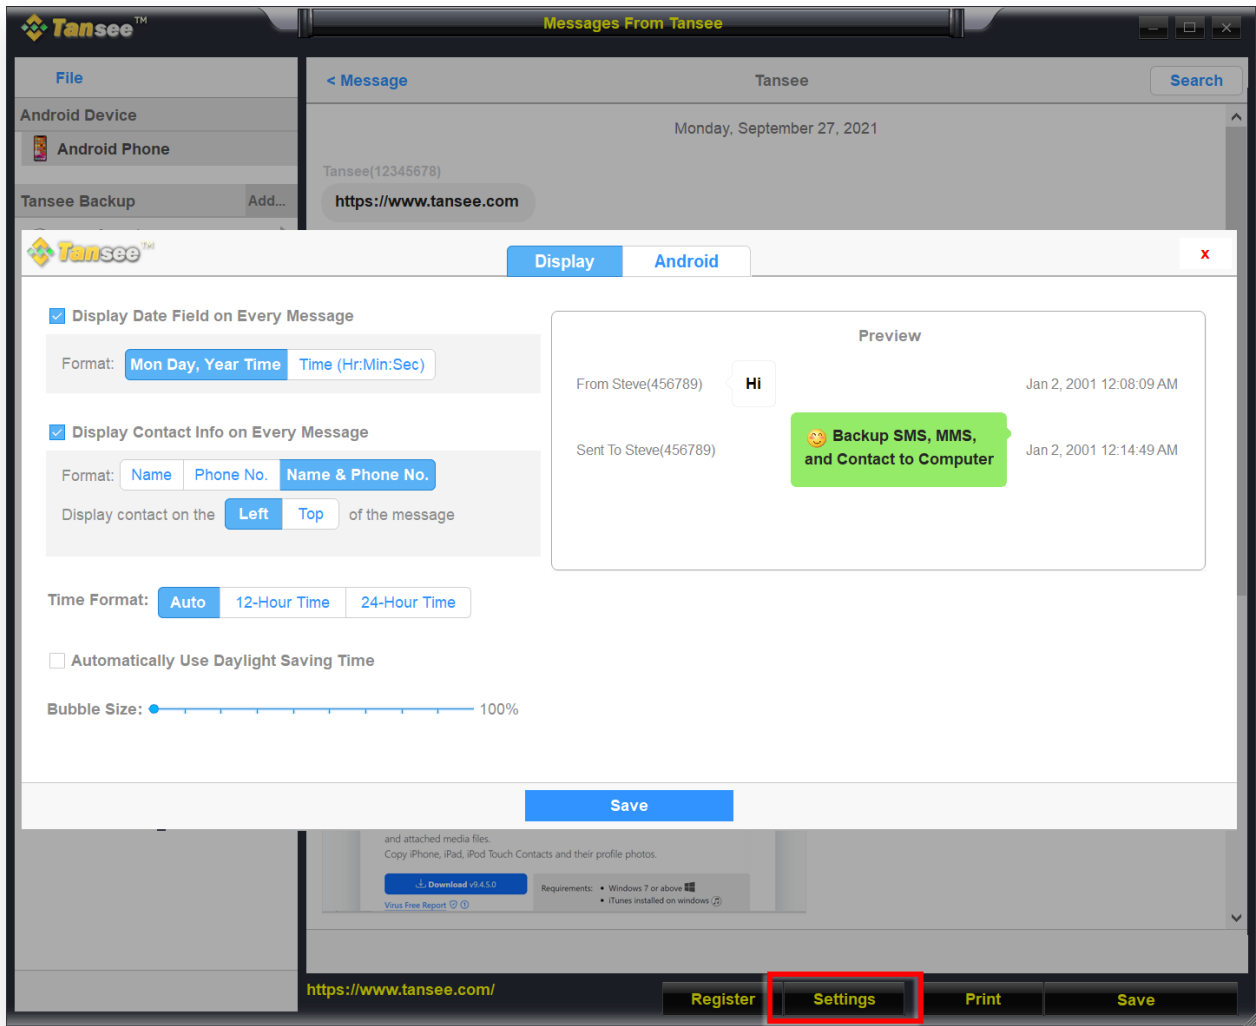 Tansee™
Messages From Tansee
File
< Message
Tansee
Search
Android Device
Monday, September 27, 2021
Android Phone
Tansee(12345678)
Tansee Backup
Add...
https://www.tansee.com
Tansee™
Display
Android
x
Display Date Field on Every Message
Format:
Mon Day, Year Time
Time (Hr:Min:Sec)
Display Contact Info on Every Message
Format:
Name
Phone No.
Name & Phone No.
Display contact on the
Left
Top
of the message
Time Format:
Auto
12-Hour Time
24-Hour Time
Automatically Use Daylight Saving Time
Bubble Size:
100%
Preview
From Steve(456789)
Hi
Jan 2, 2001 12:08:09 AM
Sent To Steve(456789)
Backup SMS, MMS,
and Contact to Computer
Jan 2, 2001 12:14:49 AM
Save
and attached media files.
Copy iPhone, iPad, iPod Touch Contacts and their profile photos.
Download v9.4.5.0
Virus Free Report
Requirements:
• Windows 7 or above
• iTunes installed on windows
https://www.tansee.com/
Register
Settings
Print
Save